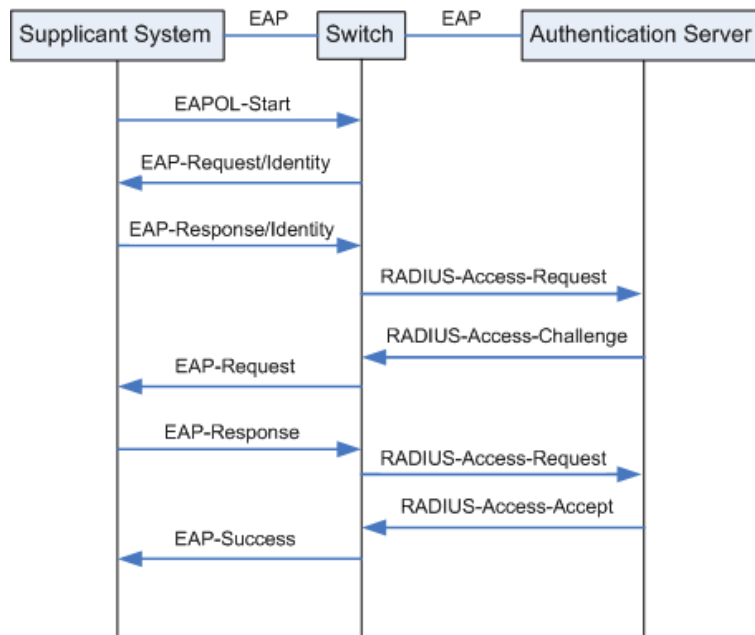 EAP
EAP
Supplicant System
Switch
Authentication Server
EAPOL-Start
EAP-Request/Identity
EAP-Response/Identity
RADIUS-Access-Request
RADIUS-Access-Challenge
EAP-Request
EAP-Response
RADIUS-Access-Request
RADIUS-Access-Accept
EAP-Success